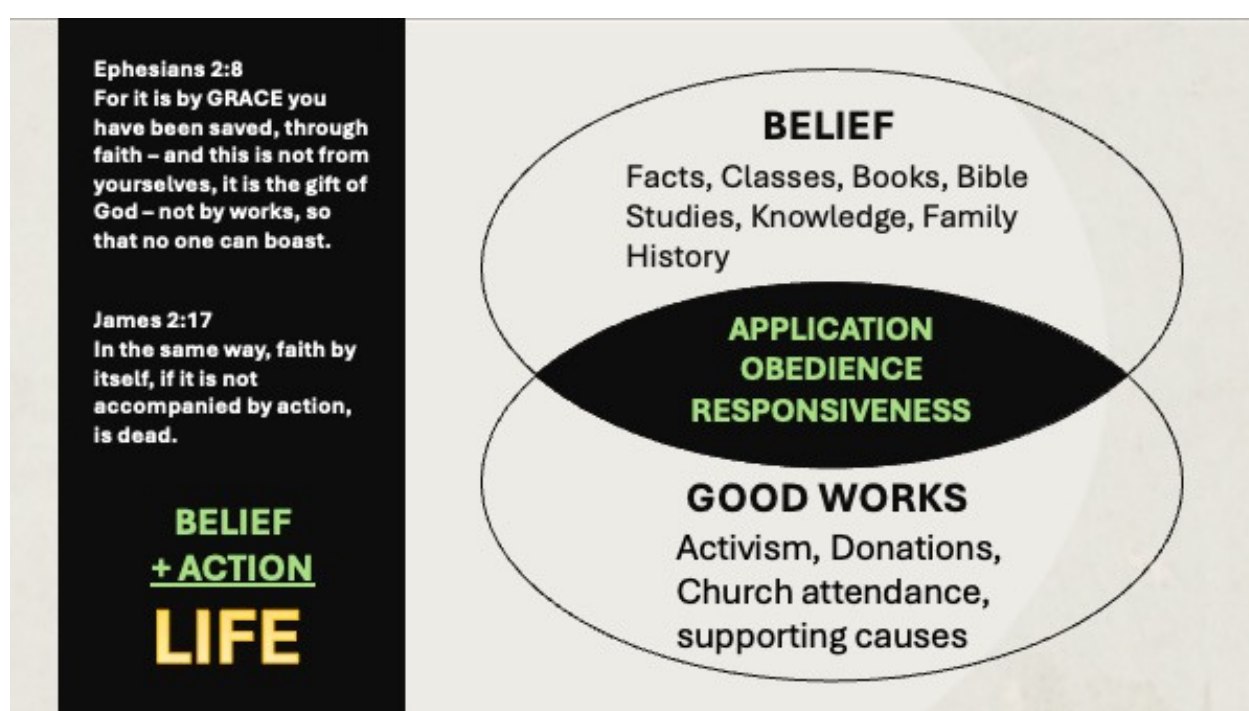 Ephesians 2:8
For it is by GRACE you
have been saved, through
faith – and this is not from
yourselves, it is the gift of
God – not by works, so
that no one can boast.
James 2:17
In the same way, faith by
itself, if it is not
accompanied by action,
is dead.
BELIEF
+ ACTION
LIFE
BELIEF
Facts, Classes, Books, Bible
Studies, Knowledge, Family
History
APPLICATION
OBEDIENCE
RESPONSIVENESS
GOOD WORKS
Activism, Donations,
Church attendance,
supporting causes